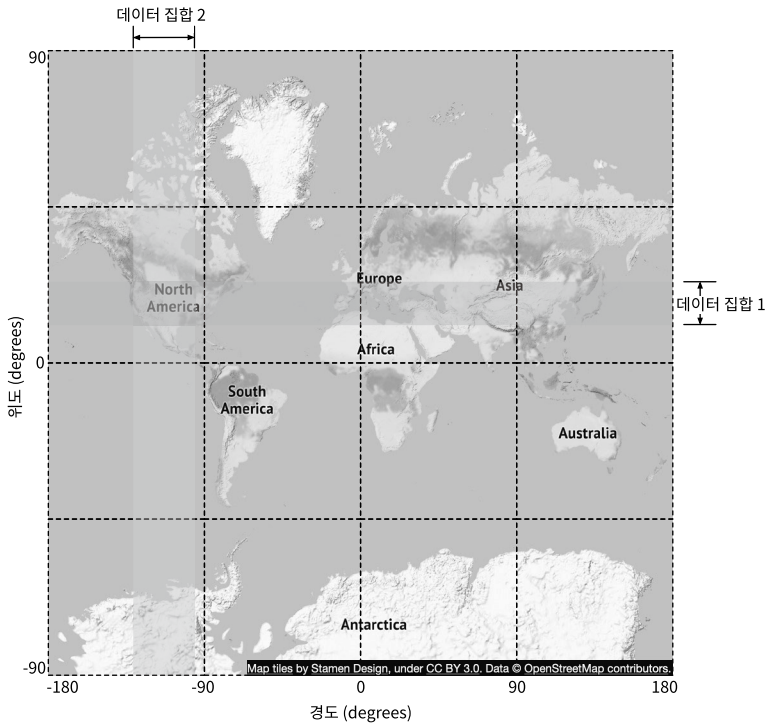 데이터 집합 2
90
North
America
Europe
Asia
데이터 집합 1
Africa
위도 (degrees)
0
South
America
Australia
Antarctica
Map tiles by Stamen Design, under CC BY 3.0. Data © OpenStreetMap contributors.
-90
-180
-90
0
90
180
경도 (degrees)